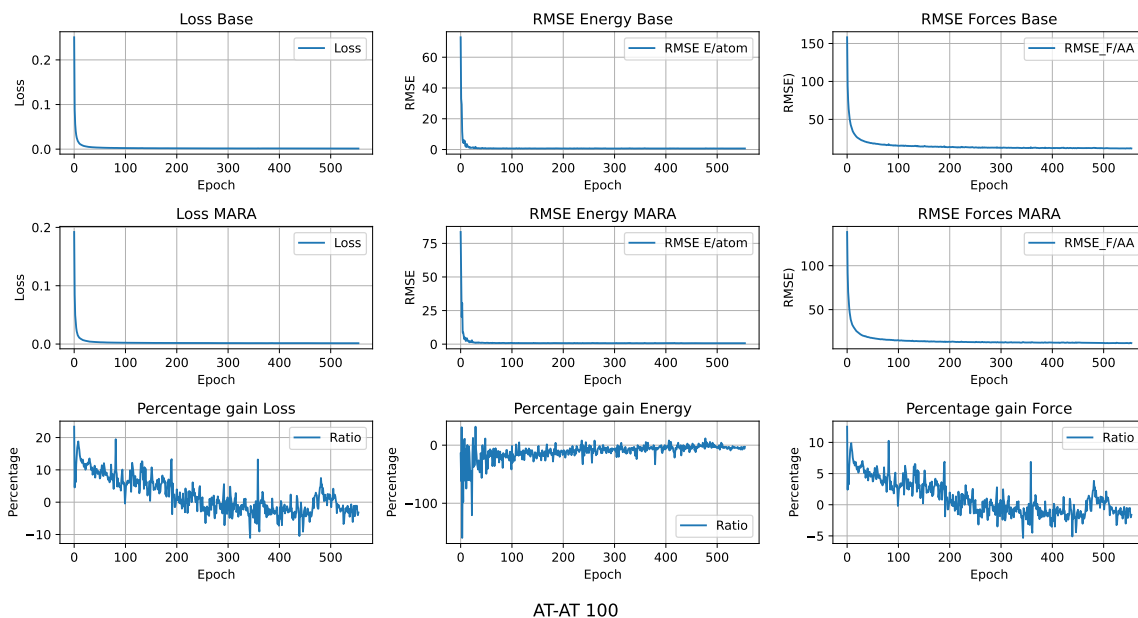 Loss Base
RMSE Energy Base
RMSE Forces Base
Loss
RMSE
RMSE)
0.2
0.1
0.0
60
40
20
0
150
100
50
Loss
RMSE E/atom
RMSE_F/AA
0 100 200 300 400 500
0 100 200 300 400 500
0 100 200 300 400 500
Epoch
Epoch
Epoch
Loss MARA
RMSE Energy MARA
RMSE Forces MARA
Loss
RMSE
RMSE)
0.2
0.1
0.0
75
50
25
0
100
50
Loss
RMSE E/atom
RMSE_F/AA
0 100 200 300 400 500
0 100 200 300 400 500
0 100 200 300 400 500
Epoch
Epoch
Epoch
Percentage gain Loss
Percentage gain Energy
Percentage gain Force
Percentage
Percentage
Percentage
20
10
0
−10
0
−100
10
5
0
−5
Ratio
Ratio
Ratio
0 100 200 300 400 500
0 100 200 300 400 500
0 100 200 300 400 500
Epoch
Epoch
Epoch
AT-AT 100